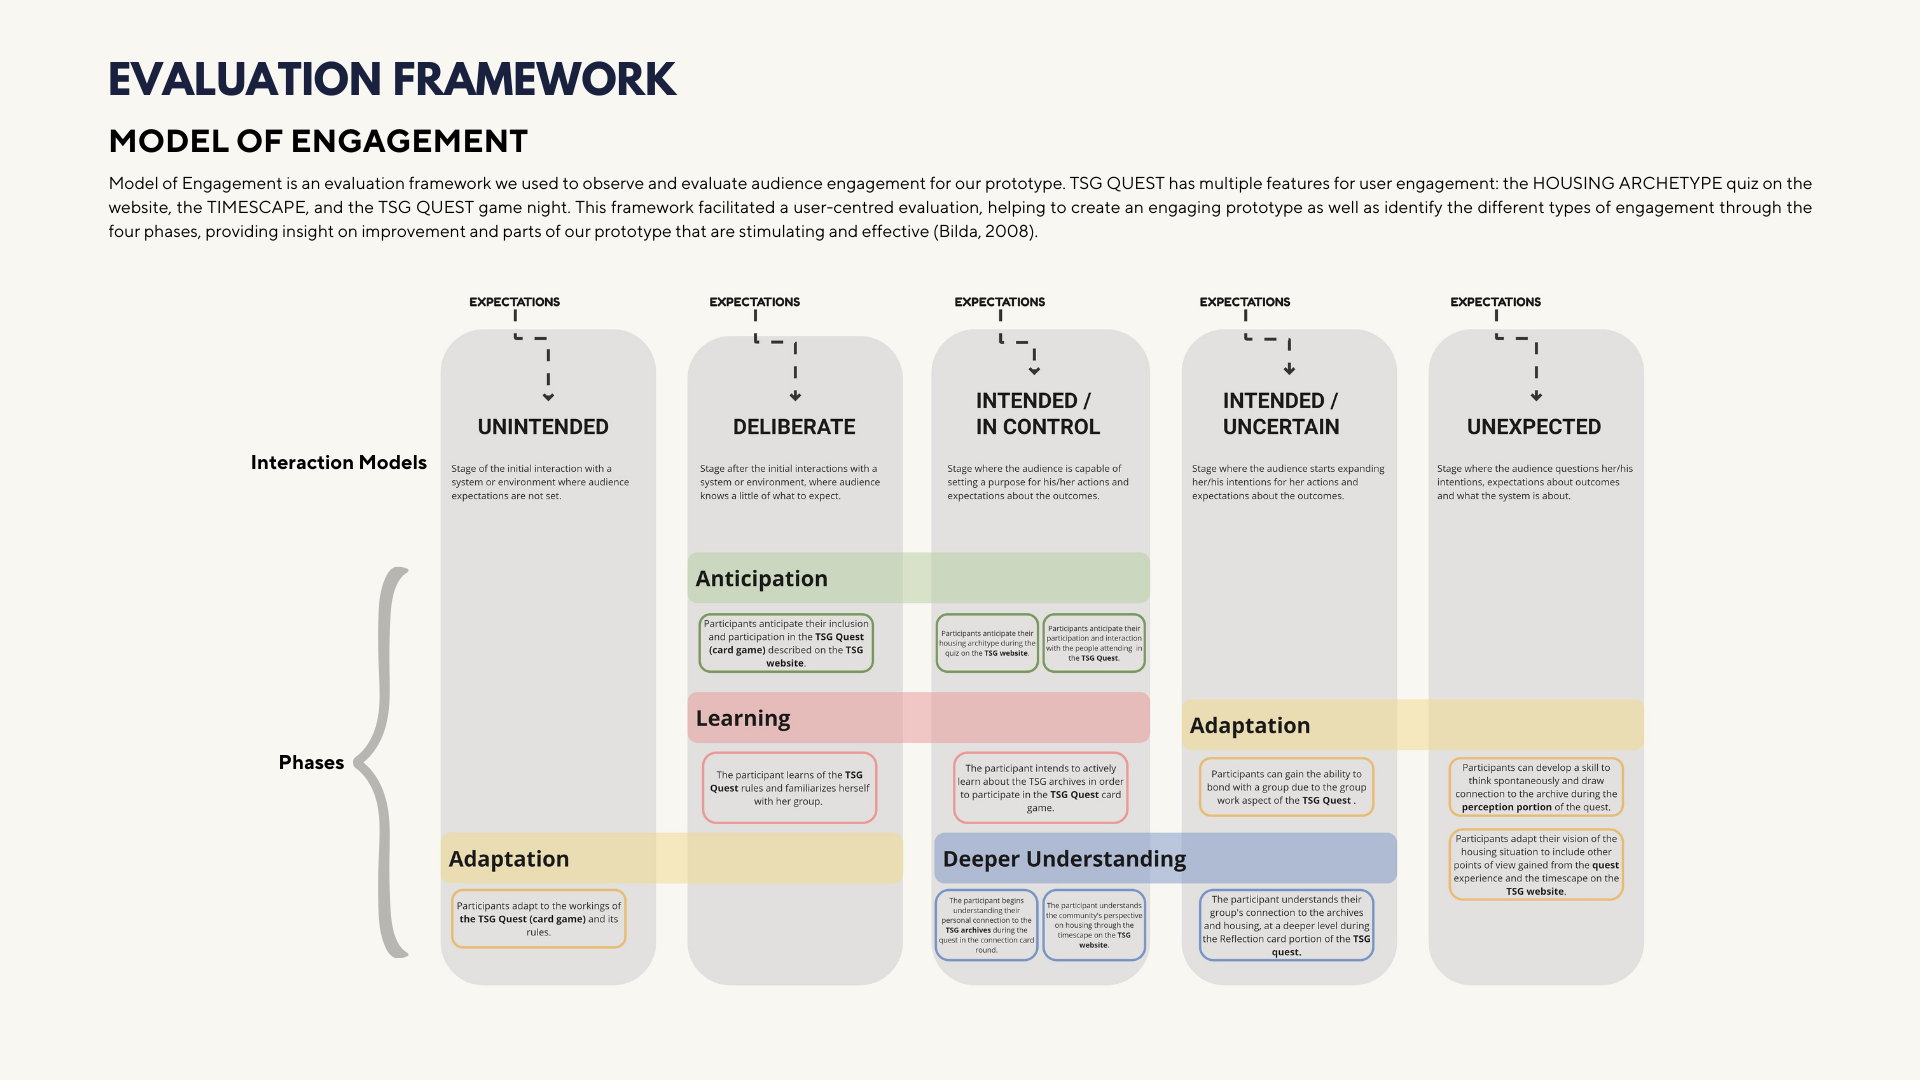 EVALUATION FRAMEWORK
MODEL OF ENGAGEMENT
Model of Engagement is an evaluation framework we used to observe and evaluate audience engagement for our prototype. TSG QUEST has multiple features for user engagement: the HOUSING ARCHETYPE quiz on the
website, the TIMESCAPE, and the TSG QUEST game night. This framework facilitated a user-centred evaluation, helping to create an engaging prototype as well as identify the different types of engagement through the
four phases, providing insight on improvement and parts of our prototype that are stimulating and effective (Bilda, 2008).
EXPECTATIONS
EXPECTATIONS
EXPECTATIONS
EXPECTATIONS
EXPECTATIONS
Interaction Models
UNINTENDED
Stage of the initial interaction with a
system or environment where audience
expectations are not set.
DELIBERATE
Stage after the initial interactions with a
system or environment, where audience
knows a little of what to expect.
INTENDED /
IN CONTROL
Stage where the audience is capable of
setting a purpose for his/her actions and
expectations about the outcomes.
INTENDED /
UNCERTAIN
Stage where the audience starts expanding
her/his intentions for her actions and
expectations about the outcomes.
UNEXPECTED
Stage where the audience questions her/his
intentions, expectations about outcomes
and what the system is about.
Phases
Anticipation
Participants anticipate their inclusion
and participation in the TSG Quest
(card game) described on the TSG
website.
Participants anticipate their
housing architype during the
quiz on the TSG website.
Participants anticipate their
participation and interaction
with the people attending in
the TSG Quest.
Learning
The participant learns of the TSG
Quest rules and familiarizes herself
with her group.
The participant intends to actively
learn about the TSG archives in order
to participate in the TSG Quest card
game.
Adaptation
Participants can gain the ability to
bond with a group due to the group
work aspect of the TSG Quest .
Participants can develop a skill to
think spontaneously and draw
connection to the archive during the
perception portion of the quest.
Participants adapt their vision of the
housing situation to include other
points of view gained from the quest
experience and the timescape on the
TSG website.
Adaptation
Participants adapt to the workings of
the TSG Quest (card game) and its
rules.
Deeper Understanding
The participant begins
understanding their
personal connection to the
TSG archives during the
quest in the connection card
round.
The participant understands
the community's perspective
on housing through the
timescape on the TSG
website.
The participant understands their
group's connection to the archives
and housing, at a deeper level during
the Reflection card portion of the TSG
quest.